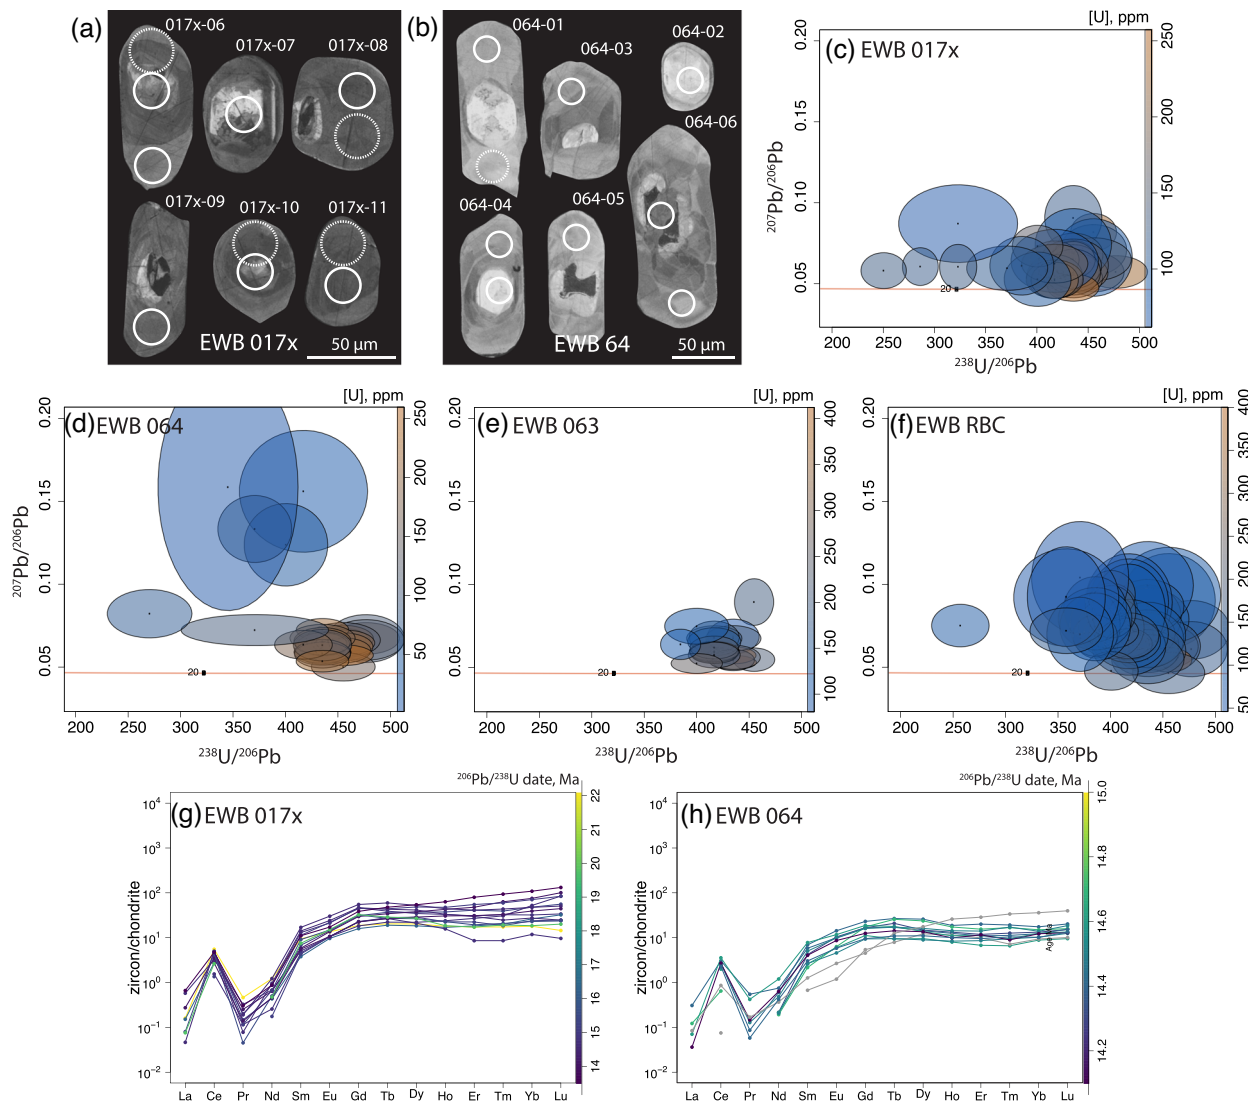 (a)
017x-06
017x-07
017x-08
017x-09
017x-10
017x-11
EWB 017x
50 μm
(b)
064-01
064-02
064-03
064-06
064-04
064-05
EWB 64
50 μm
[U], ppm
(c) EWB 017x
0.20
0.15
0.10
0.05
207Pb/206Pb
20
200 250 300 350 400 450 500
238U/206Pb
250
200
150
100
[U], ppm
(d) EWB 064
0.20
0.15
0.10
0.05
207Pb/206Pb
20
200 250 300 350 400 450 500
238U/206Pb
250
200
150
100
50
[U], ppm
(e) EWB 063
0.20
0.15
0.10
0.05
20
200 250 300 350 400 450 500
238U/206Pb
400
350
300
250
200
150
100
[U], ppm
(f) EWB RBC
0.20
0.15
0.10
0.05
20
200 250 300 350 400 450 500
238U/206Pb
400
350
300
250
200
150
100
50
206Pb/238U date, Ma
(g) EWB 017x
10^4
10^3
10^2
10^1
10^0
10^−1
10^−2
zircon/chondrite
La Ce Pr Nd Sm Eu Gd Tb Dy Ho Er Tm Yb Lu
22
21
20
19
18
17
16
15
14
206Pb/238U date, Ma
(h) EWB 064
10^4
10^3
10^2
10^1
10^0
10^−1
10^−2
zircon/chondrite
La Ce Pr Nd Sm Eu Gd Tb Dy Ho Er Tm Yb Lu
15.0
14.8
14.6
14.4
14.2